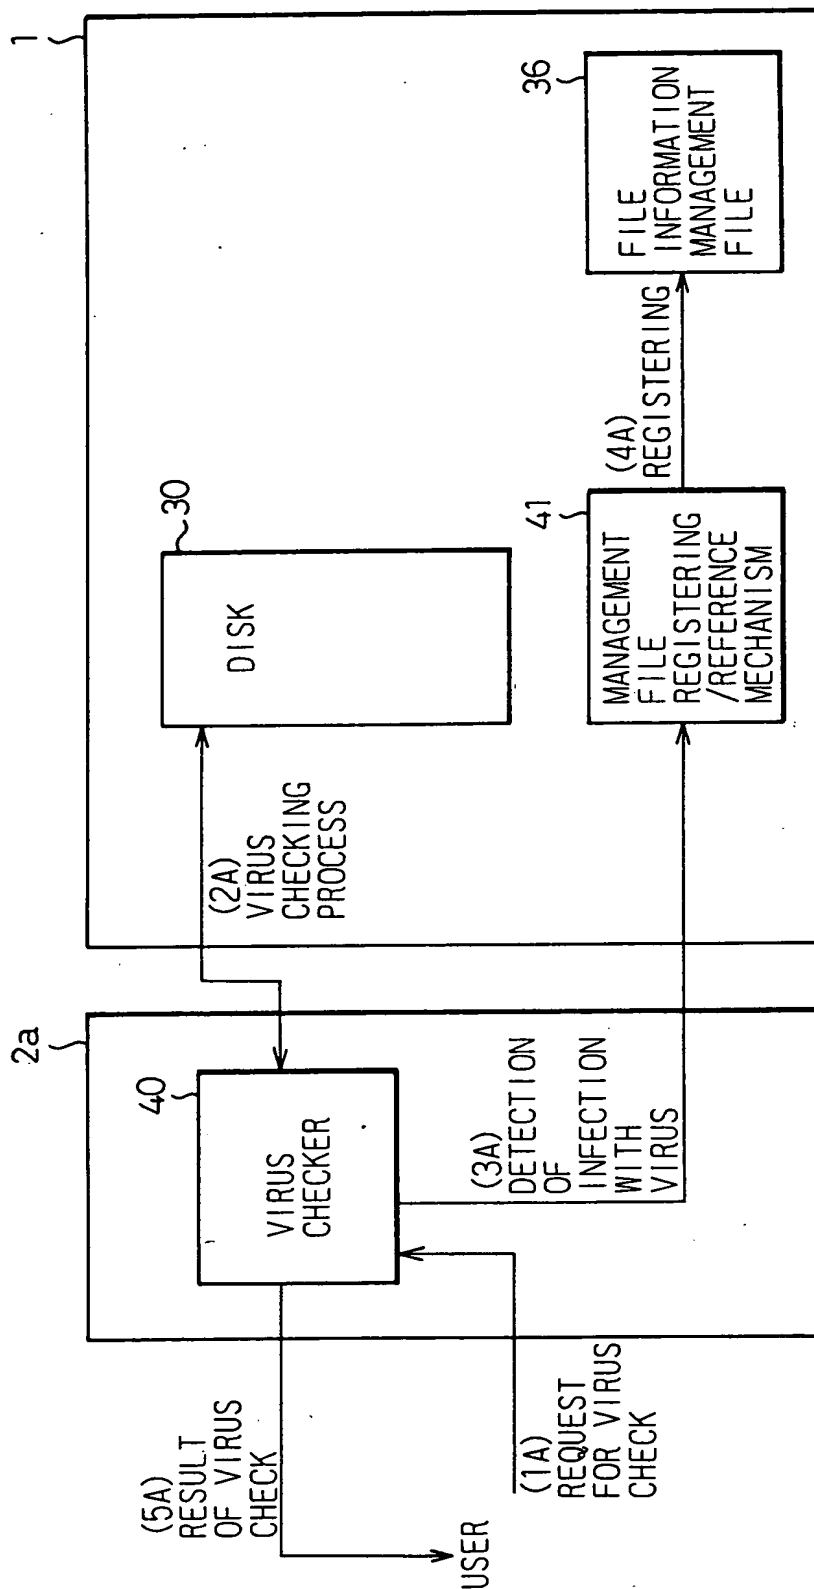 2a
1
40
VIRUS
CHECKER
30
DISK
41
MANAGEMENT
FILE
REGISTERING
/REFERENCE
MECHANISM
36
FILE
INFORMATION
MANAGEMENT
FILE
(1A)
REQUEST
FOR VIRUS
CHECK
(2A)
VIRUS
CHECKING
PROCESS
(3A)
DETECTION
OF
INFECTION
WITH
VIRUS
(4A)
REGISTERING
(5A)
RESULT
OF VIRUS
CHECK
USER